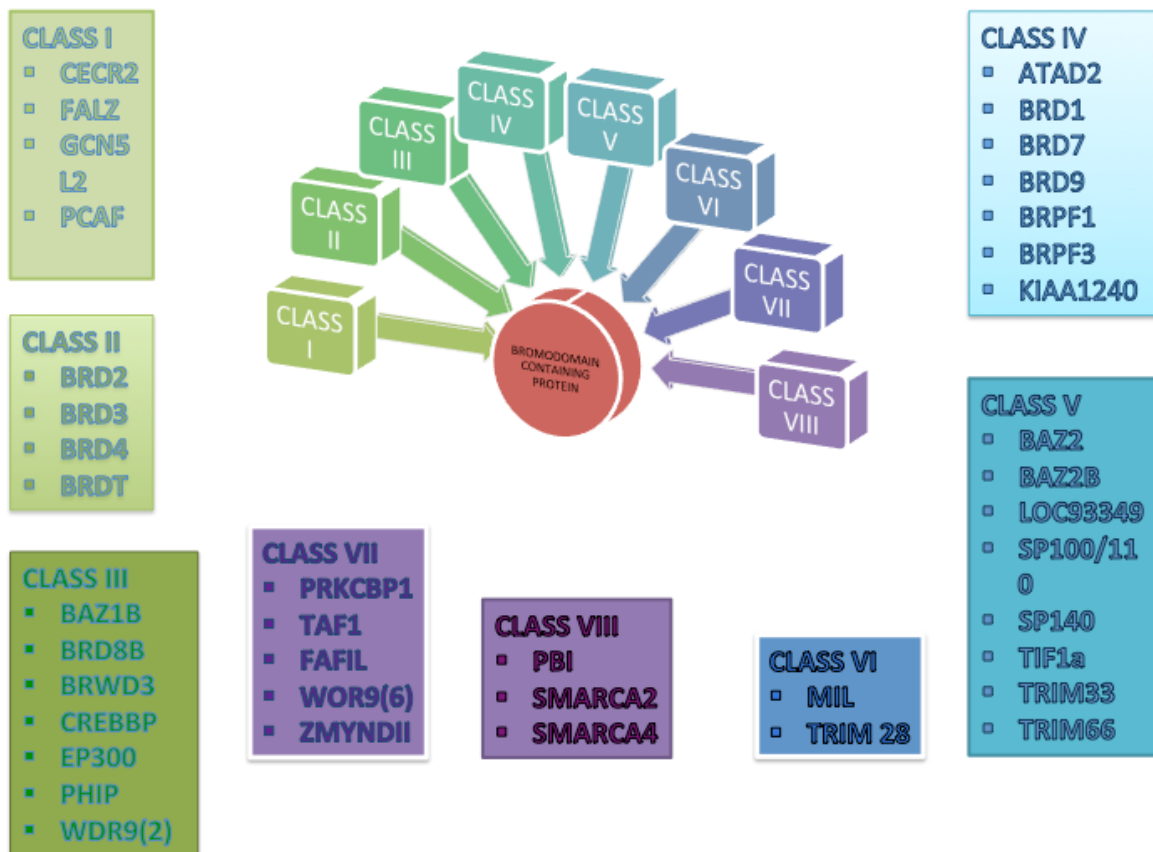 CLASS I
CECR2
FALZ
GCN5
L2
PCAF
CLASS II
BRD2
BRD3
BRD4
BRDT
CLASS III
BAZ1B
BRD8B
BRWD3
CREBBP
EP300
PHIP
WDR9(2)
CLASS
I
CLASS
II
CLASS
III
CLASS
IV
CLASS
V
CLASS
VI
CLASS
VII
CLASS
VIII
BROMODOMAIN
CONTAINING
PROTEIN
CLASS VII
PRKCBP1
TAF1
FAFIL
WOR9(6)
ZMYNDII
CLASS VIII
PBI
SMARCA2
SMARCA4
CLASS VI
MIL
TRIM 28
CLASS IV
ATAD2
BRD1
BRD7
BRD9
BRPF1
BRPF3
KIAA1240
CLASS V
BAZ2
BAZ2B
LOC93349
SP100/11
0
SP140
TIF1a
TRIM33
TRIM66